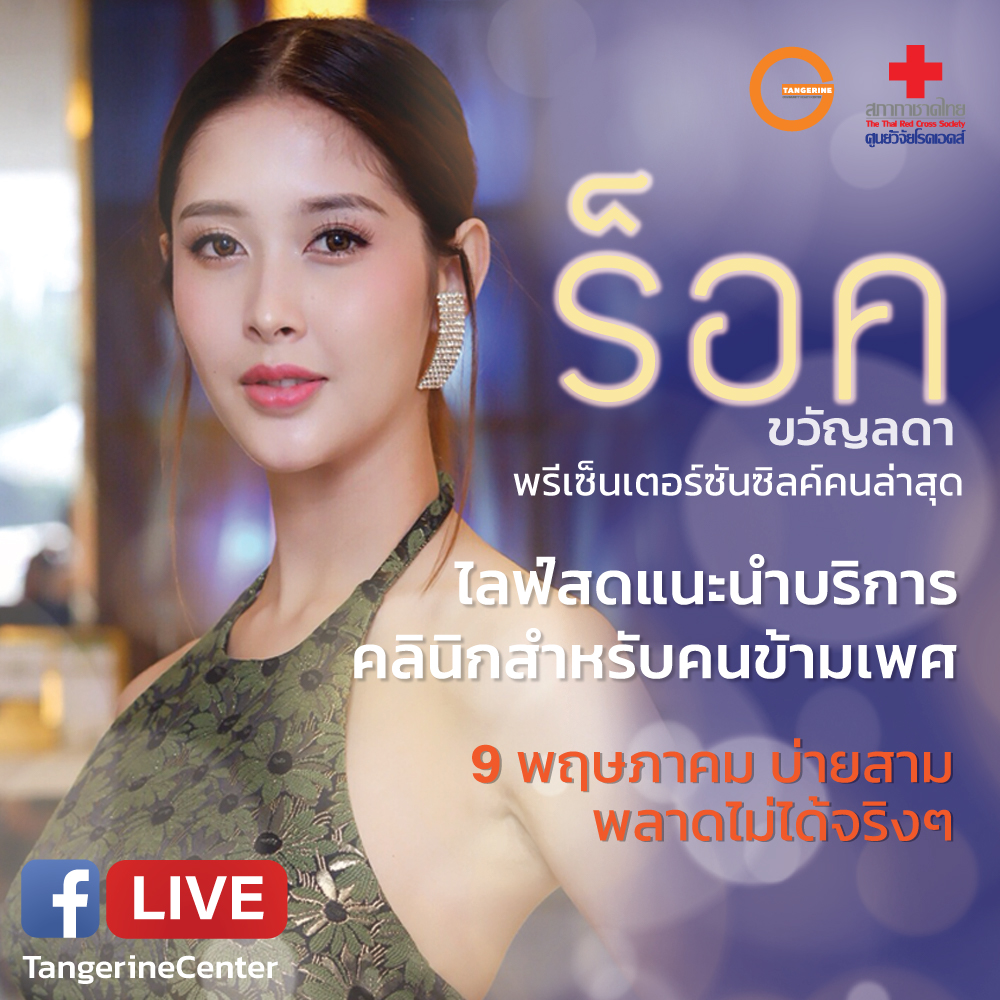 TANGERINE
สภากาชาดไทย
The Thai Red Cross Society
ศูนย์วิจัยโรคเอดส์
ร็อค
ขวัญลดา
พรีเซ็นเตอร์ซันซิลค์คนล่าสุด
ไลฟ์สดแนะนำบริการ
คลินิกสำหรับคนข้ามเพศ
9 พฤษภาคม บ่ายสาม
พลาดไม่ได้จริงๆ
f LIVE
TangerineCenter